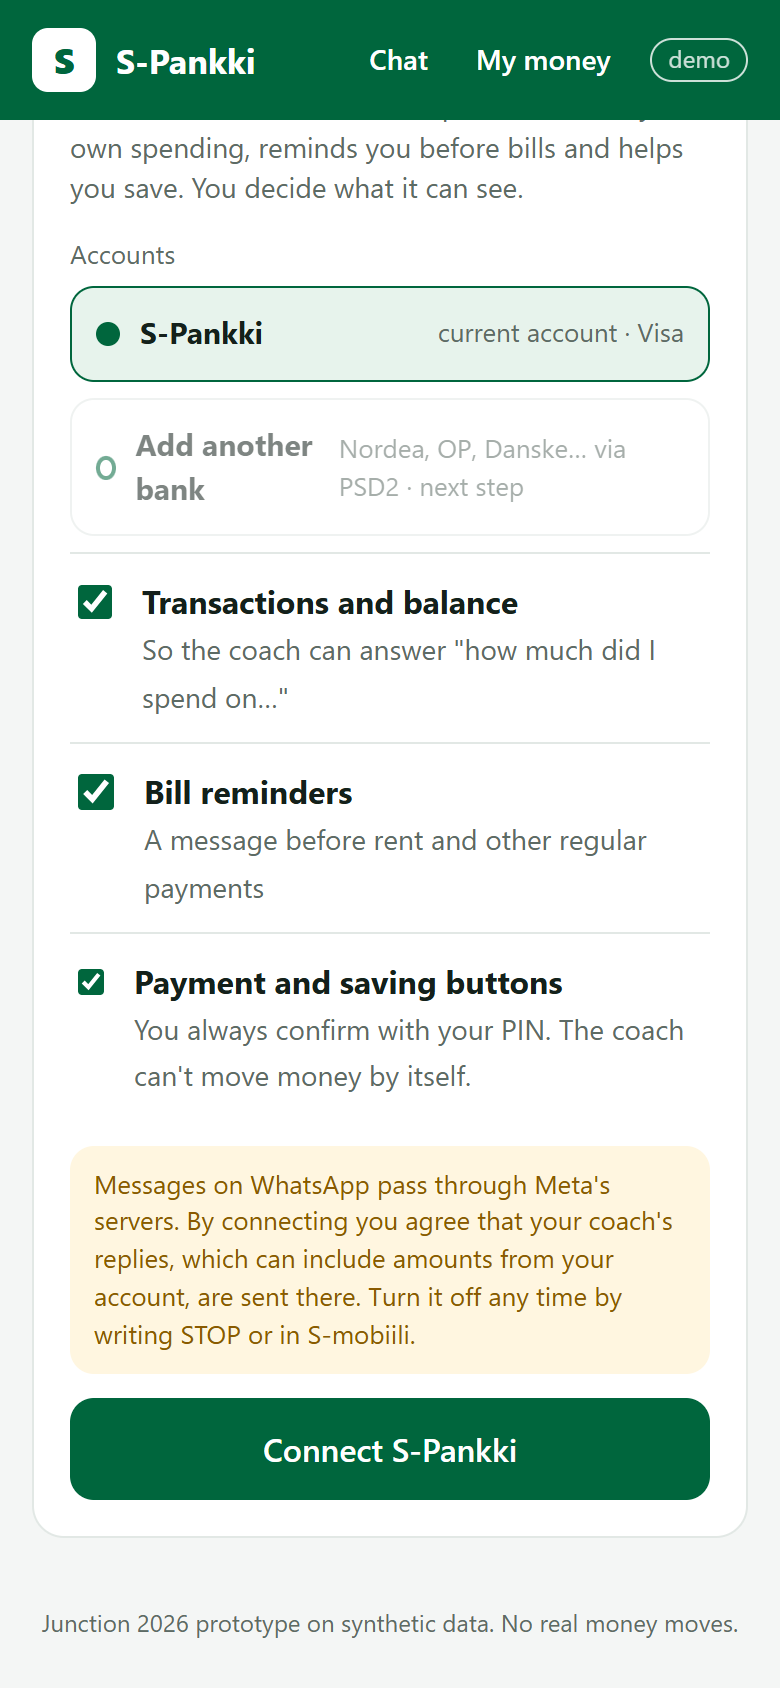 S
S-Pankki
Chat
My money
demo
own spending, reminds you before bills and helps
you save. You decide what it can see.
Accounts
S-Pankki
current account · Visa
Add another
bank
Nordea, OP, Danske... via
PSD2 · next step
Transactions and balance
So the coach can answer "how much did I
spend on..."
Bill reminders
A message before rent and other regular
payments
Payment and saving buttons
You always confirm with your PIN. The coach
can't move money by itself.
Messages on WhatsApp pass through Meta's
servers. By connecting you agree that your coach's
replies, which can include amounts from your
account, are sent there. Turn it off any time by
writing STOP or in S-mobiili.
Connect S-Pankki
Junction 2026 prototype on synthetic data. No real money moves.